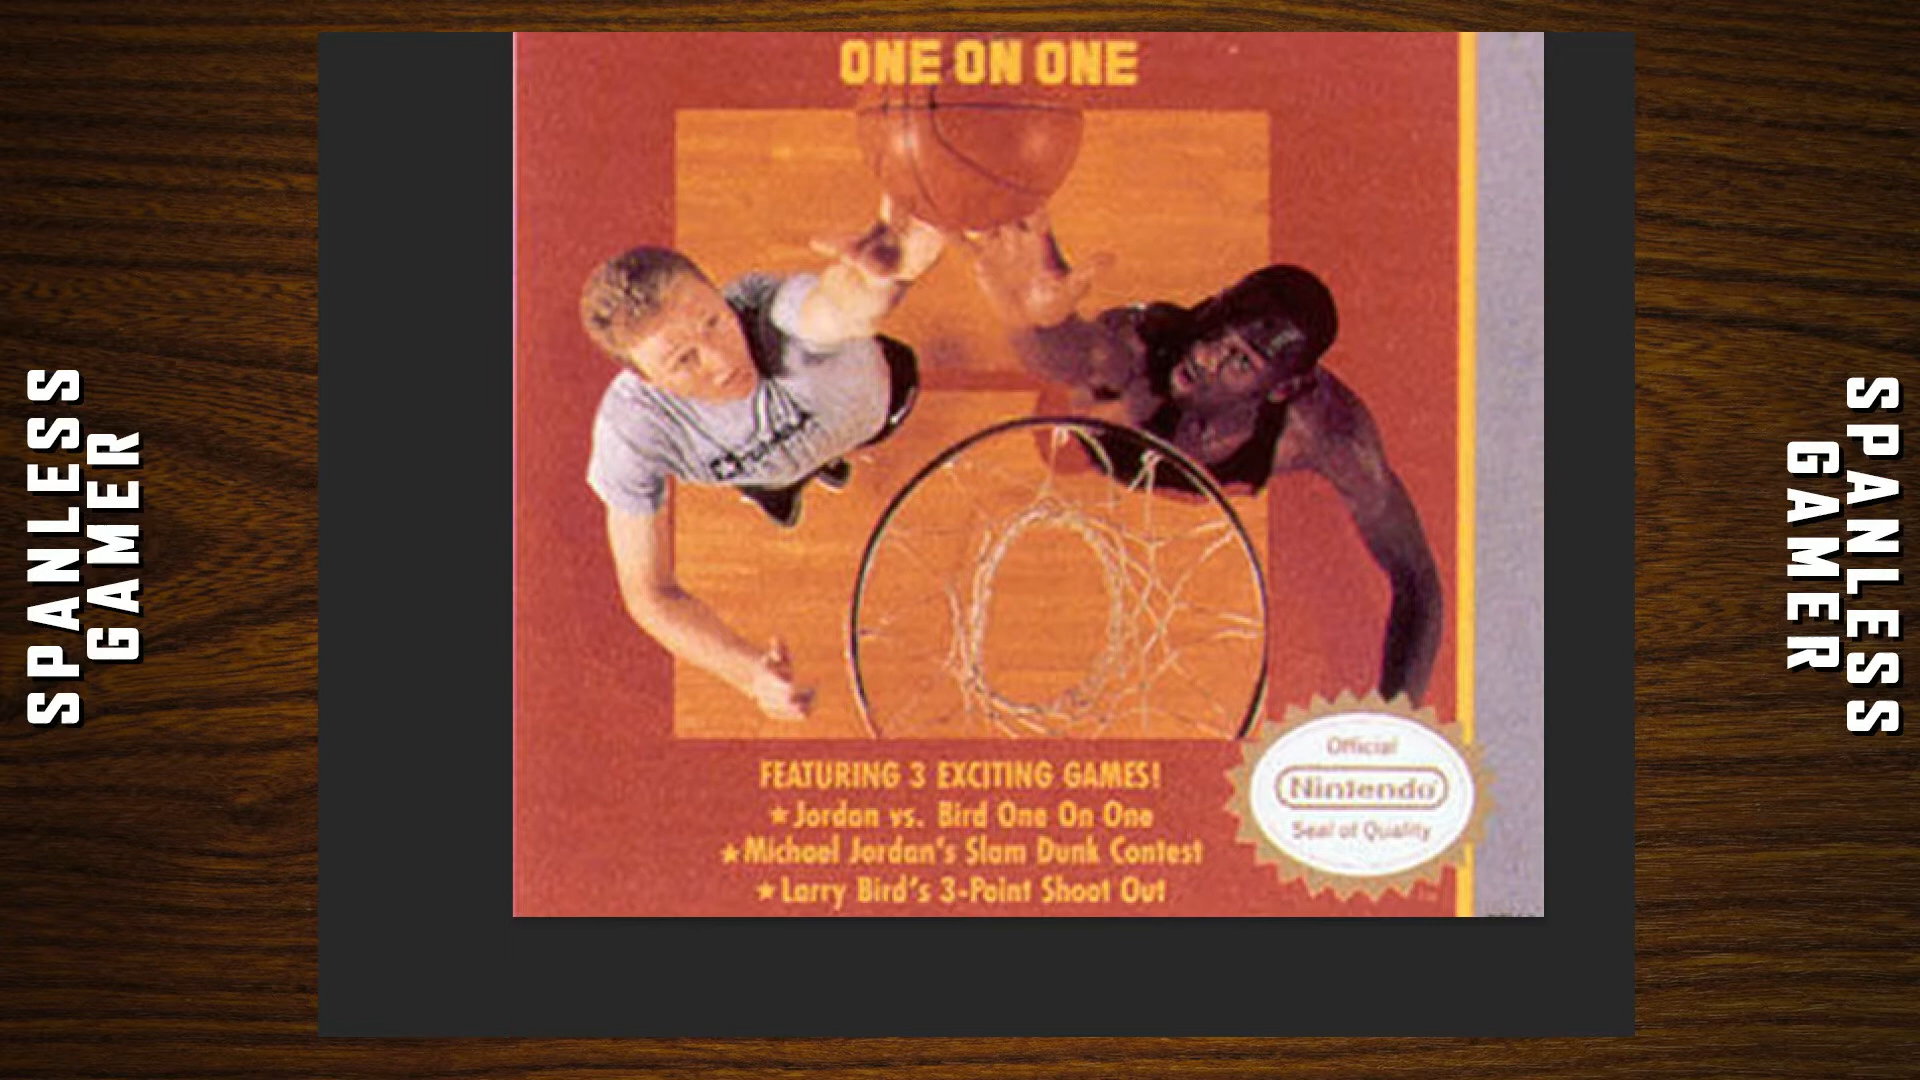 ONE ON ONE
FEATURING 3 EXCITING GAMES!
★Jordan vs. Bird One On One
★Michael Jordan's Slam Dunk Contest
★Larry Bird's 3-Point Shoot Out
Official
Nintendo
Seal of Quality
SPANLESS
GAMER
SPANLESS
GAMER